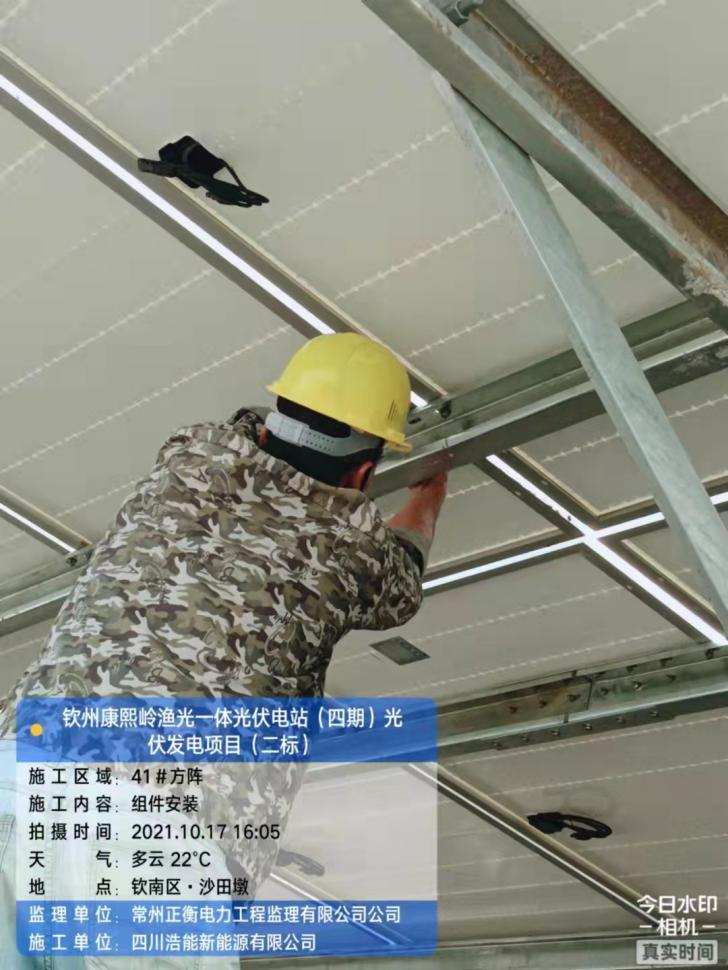 钦州康熙岭渔光一体光伏电站（四期）光
伏发电项目（二标）
施工区域：41#方阵
施工内容：组件安装
拍摄时间：2021.10.17 16:05
天气：多云 22℃
地点：钦南区·沙田墩
监理单位：常州正衡电力工程监理有限公司公司
施工单位：四川浩能新能源有限公司
今日水印
-相机-
真实时间